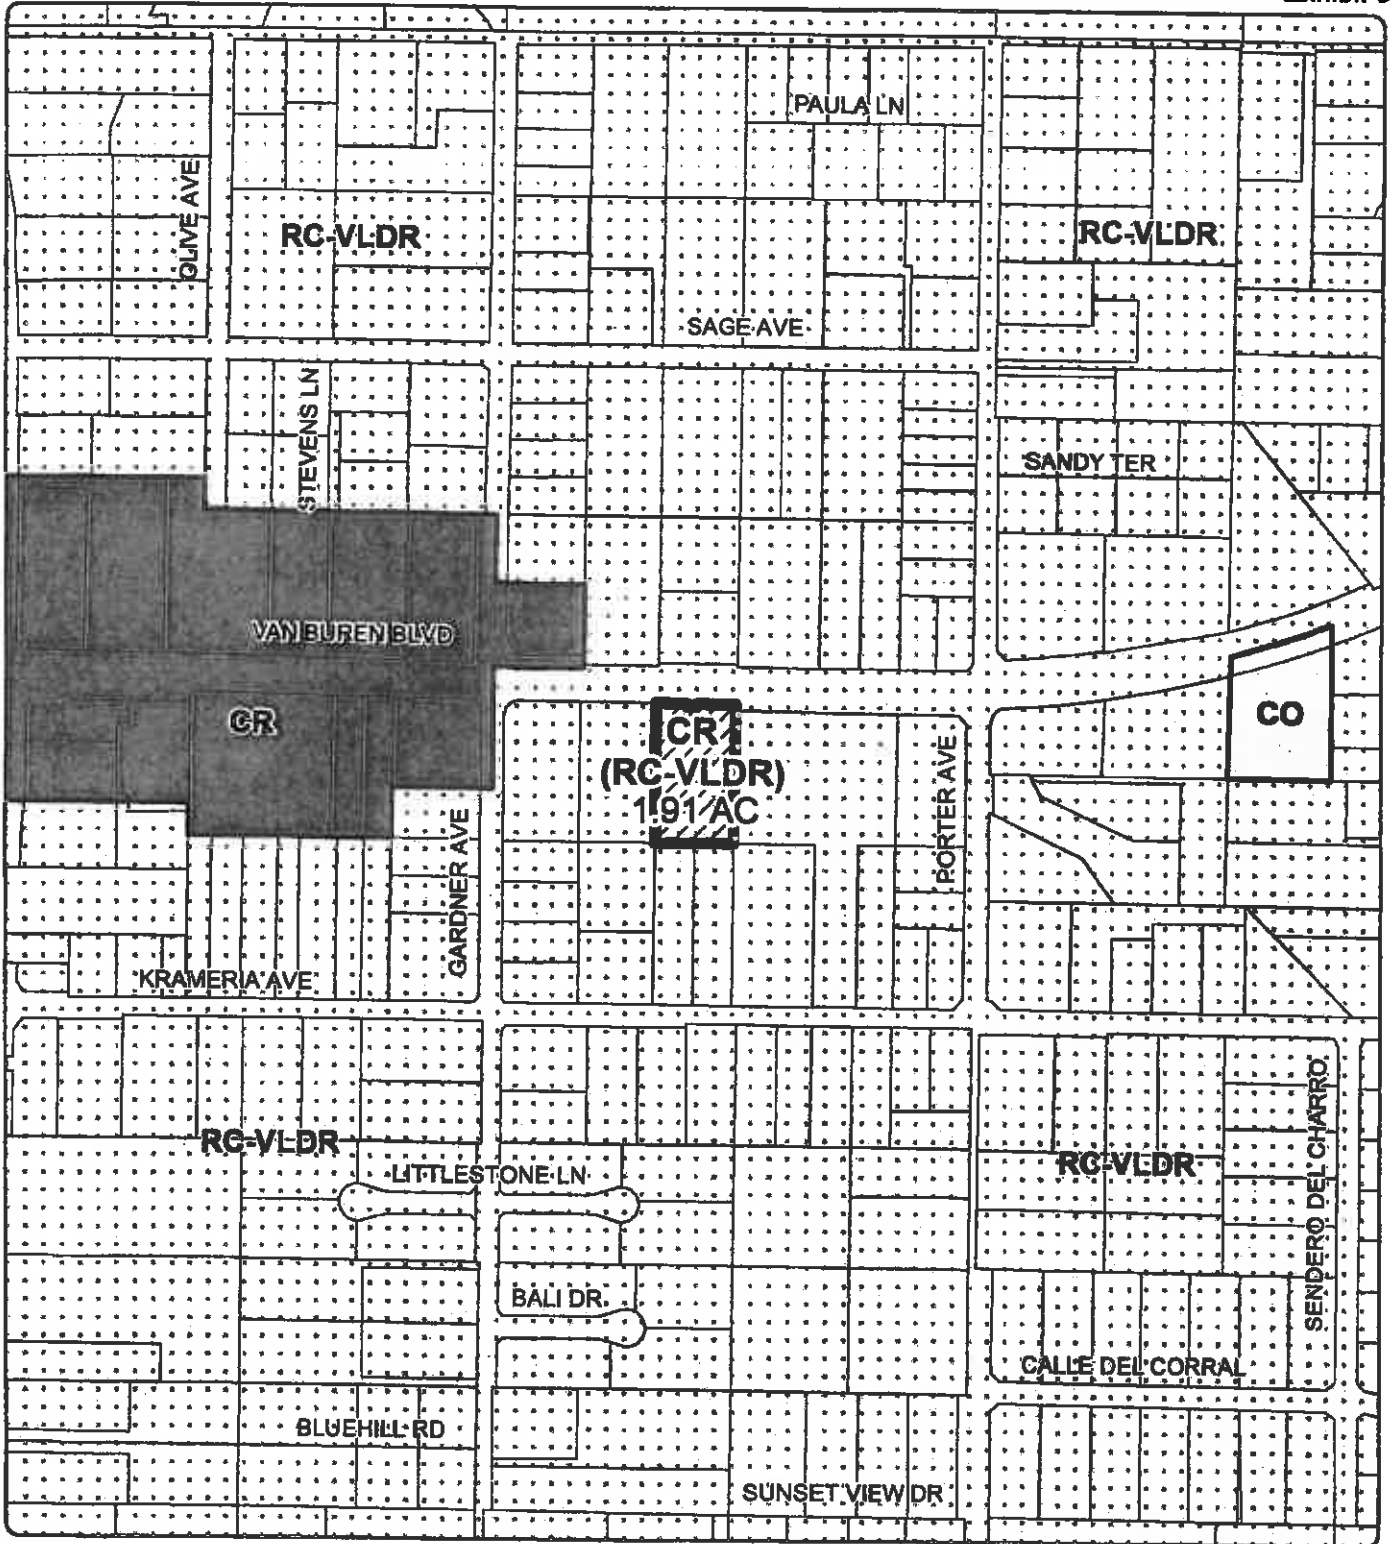 PAULA LN
OLIVE AVE
RC-VLDR
RC-VLDR
SAGE AVE
STEVENS LN
SANDY TER
VAN BUREN BLVD
CR
CR
(RC-VLDR)
1.91 AC
CO
PORTER AVE
GARDNER AVE
KRAMERIA AVE
RC-VLDR
LITTLESTONE LN
RC-VLDR
SENDERO DEL CHARRO
BALI DR
CALLE DEL CORRAL
BLUEHILL RD
SUNSET VIEW DR